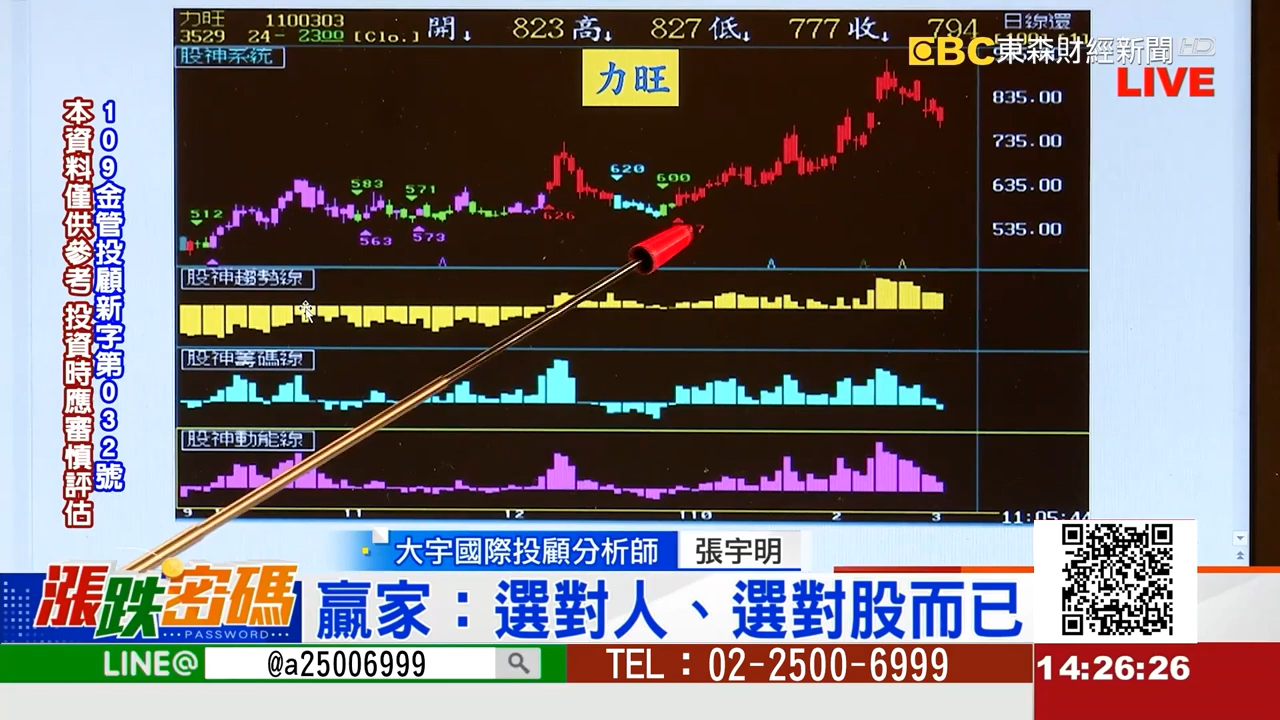 力旺 1100303 開↓ 823 高↓ 827 低↓ 777 收↓ 794 日線還
3529 24- 2300 [Clo.]
EBC 東森財經新聞 HD
LIVE
股神系統
力旺
835.00
735.00
635.00
535.00
512
583
571
563
573
626
620
600
股神趨勢線
股神籌碼線
股神動能線
9 11 12 110 2 3 11:05:44
109金管投顧新字第032號
本資料僅供參考 投資時應審慎評估
大宇國際投顧分析師 張宇明
漲跌密碼
PASSWORD
贏家：選對人、選對股而已
LINE@ @a25006999 TEL：02-2500-6999
14:26:26